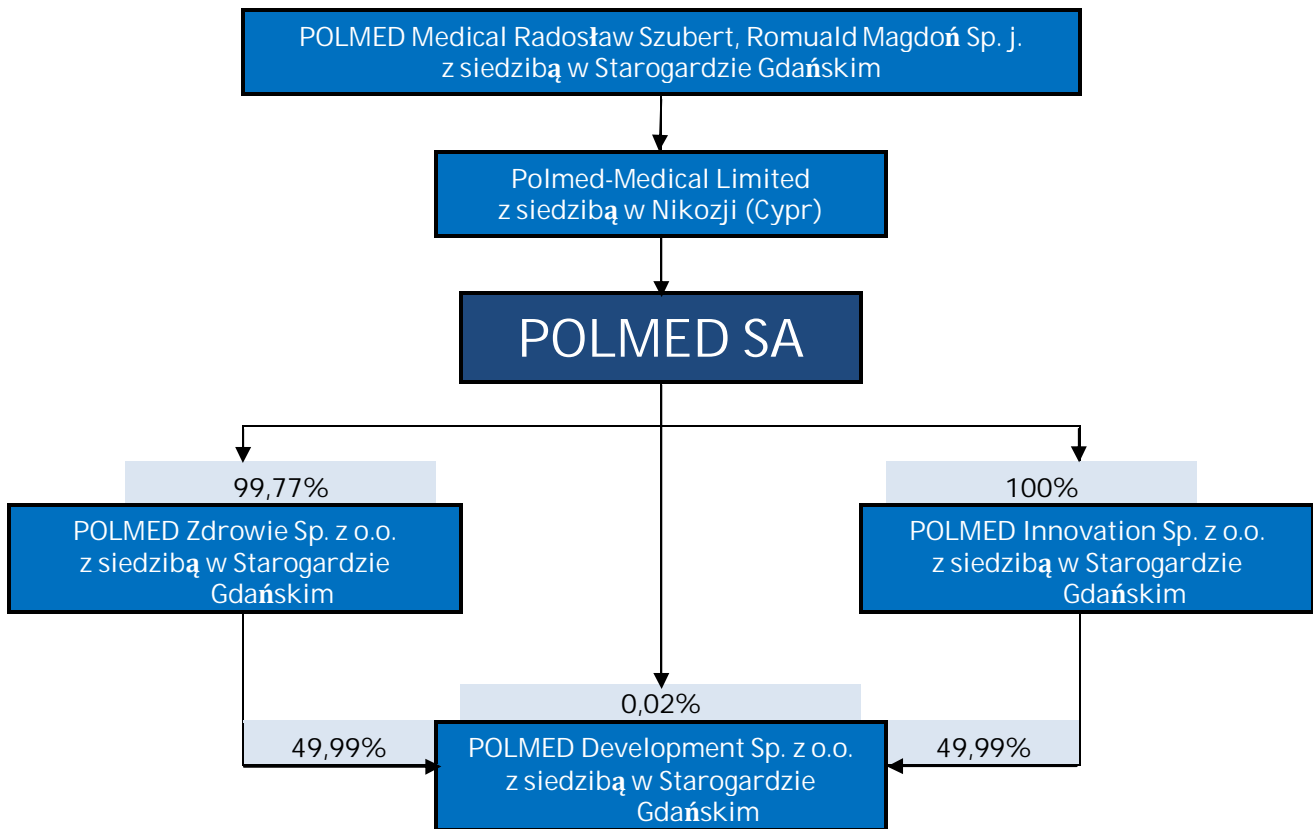 POLMED Medical Radosław Szubert, Romuald Magdoń Sp. j.
z siedzibą w Starogardzie Gdańskim
Polmed-Medical Limited
z siedzibą w Nikozji (Cypr)
POLMED SA
99,77%
100%
POLMED Zdrowie Sp. z o.o.
z siedzibą w Starogardzie
Gdańskim
POLMED Innovation Sp. z o.o.
z siedzibą w Starogardzie
Gdańskim
0,02%
49,99%
49,99%
POLMED Development Sp. z o.o.
z siedzibą w Starogardzie
Gdańskim